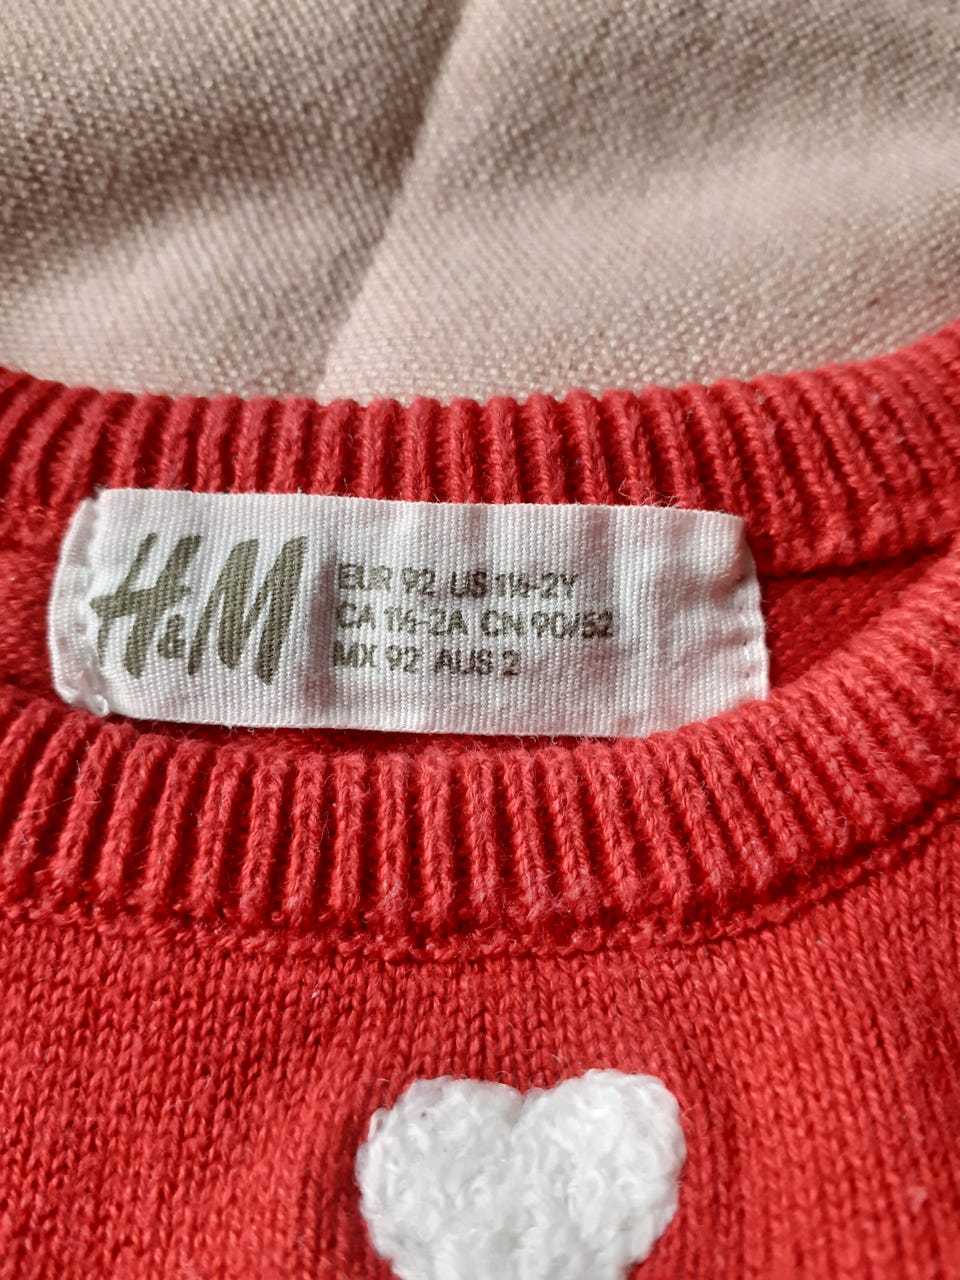 H&M
EUR 92 US 1½-2Y
CA 1½-2A CN 90/52
MX 92 AUS 2